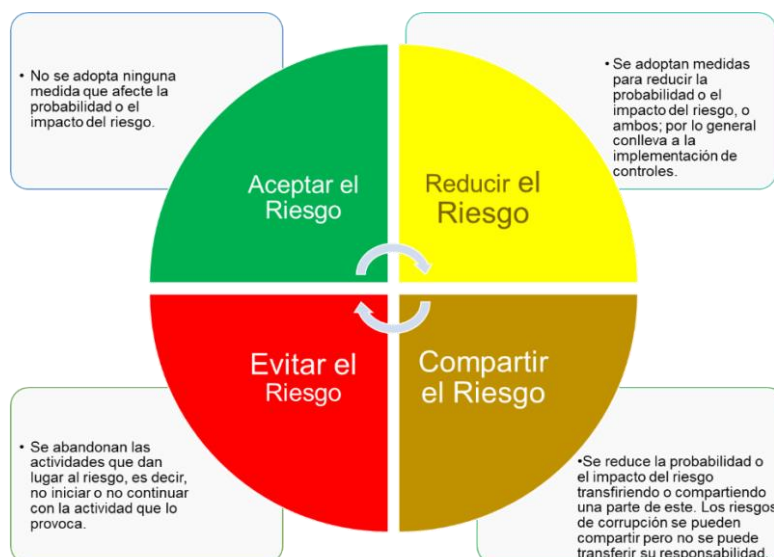 • No se adopta ninguna
medida que afecte la
probabilidad o el
impacto del riesgo.
•Se adoptan medidas
para reducir la
probabilidad o el
impacto del riesgo, o
ambos; por lo general
conlleva a la
implementación de
controles.
Aceptar el
Riesgo
Reducir el
Riesgo
Evitar el
Riesgo
Compartir
el Riesgo
• Se abandonan las
actividades que dan
lugar al riesgo, es decir,
no iniciar o no continuar
con la actividad que lo
provoca.
•Se reduce la probabilidad o
el impacto del riesgo
transfiriendo o compartiendo
una parte de este. Los riesgos
de corrupción se pueden
compartir pero no se puede
transferir su responsabilidad.